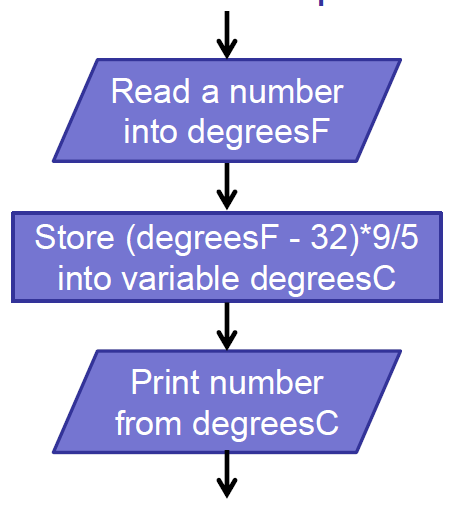 Read a number
into degreesF
Store (degreesF - 32)*9/5
into variable degreesC
Print number
from degreesC